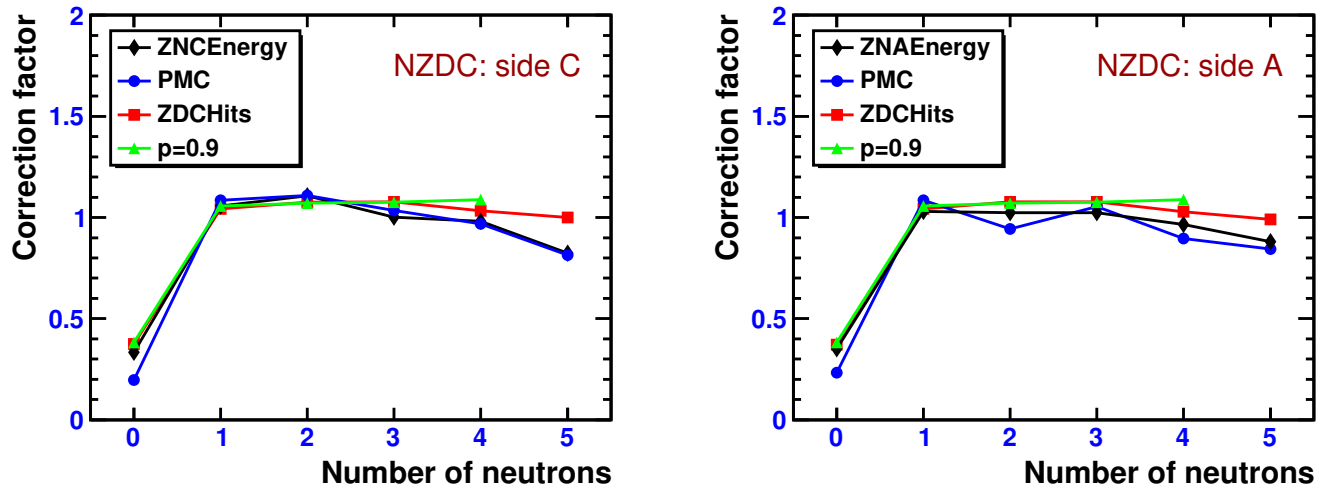 Correction factor
2
1.5
1
0.5
0
ZNCEnergy
PMC
ZDCHits
p=0.9
NZDC: side C
0 1 2 3 4 5
Number of neutrons
Correction factor
2
1.5
1
0.5
0
ZNAEnergy
PMC
ZDCHits
p=0.9
NZDC: side A
0 1 2 3 4 5
Number of neutrons